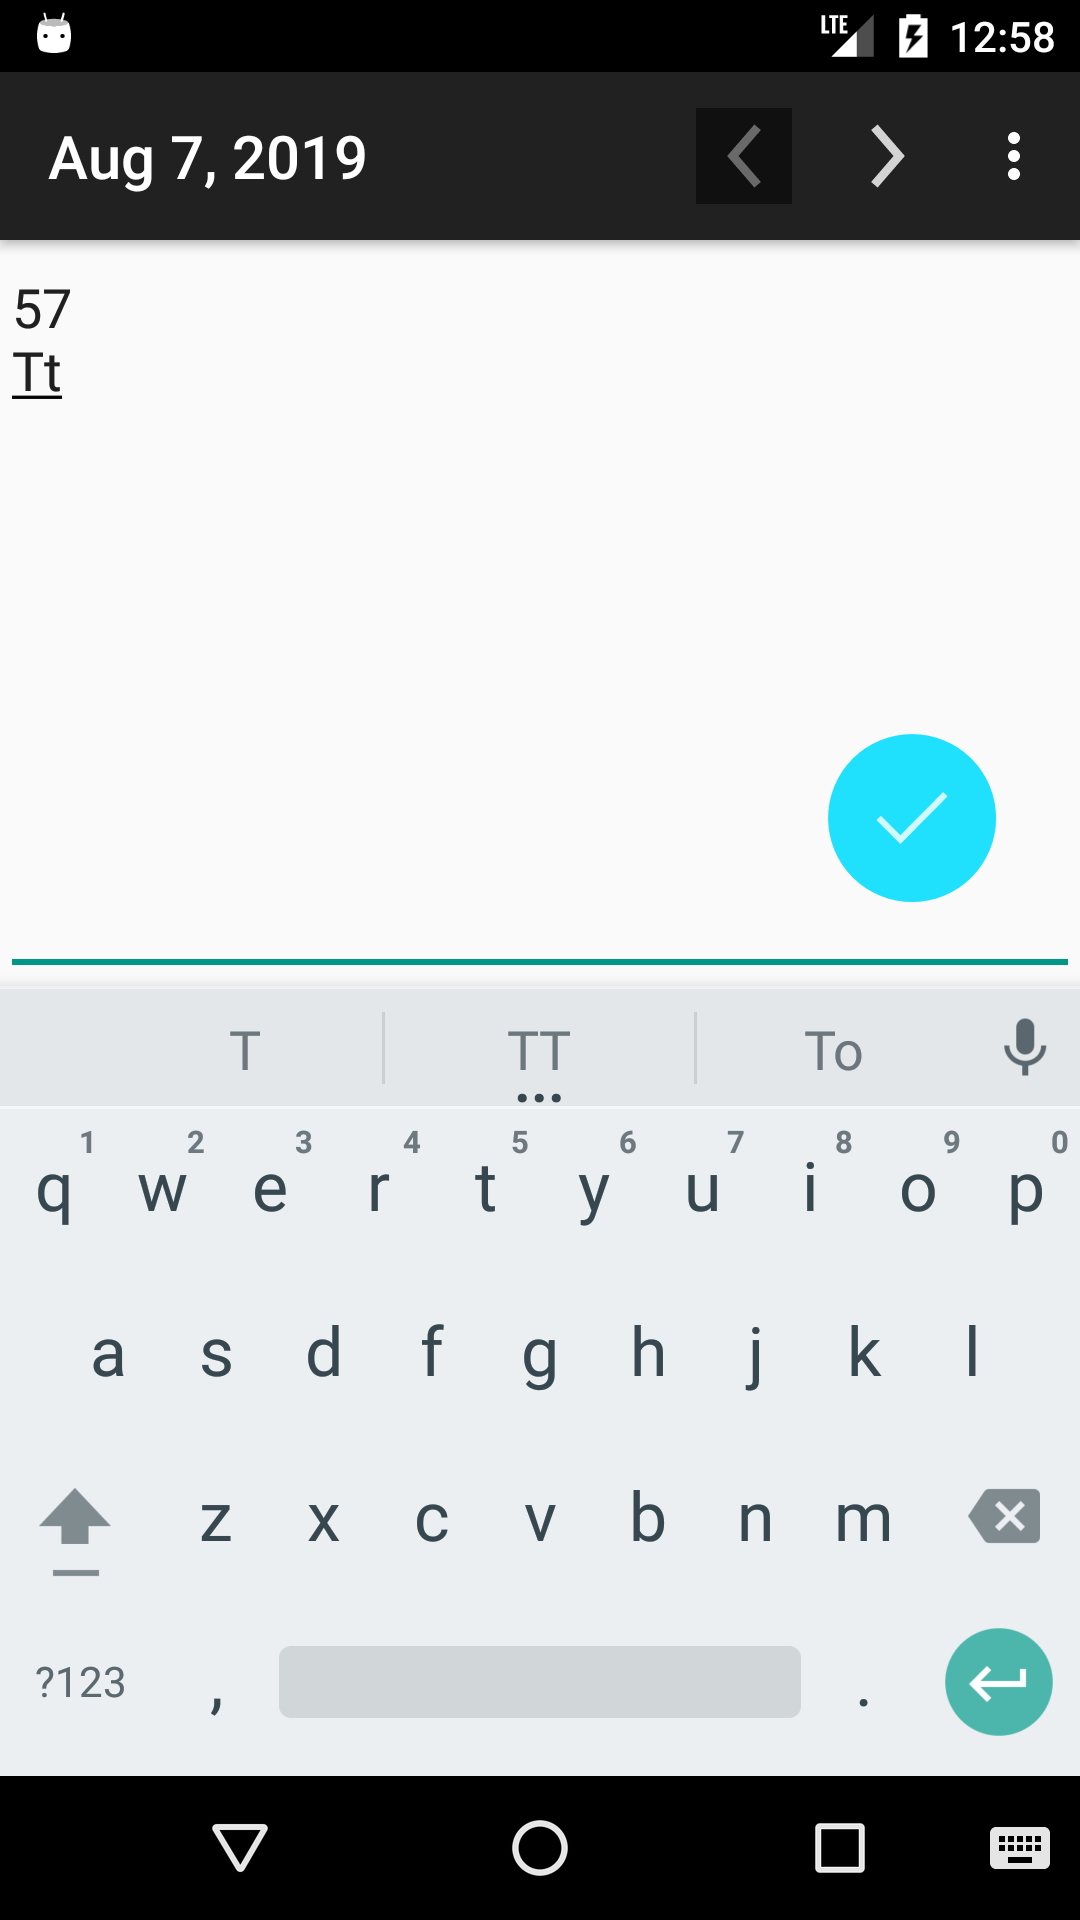 LTE 12:58
Aug 7, 2019
57
Tt
T TT To
1 2 3 4 5 6 7 8 9 0
q w e r t y u i o p
a s d f g h j k l
z x c v b n m
?123 , .